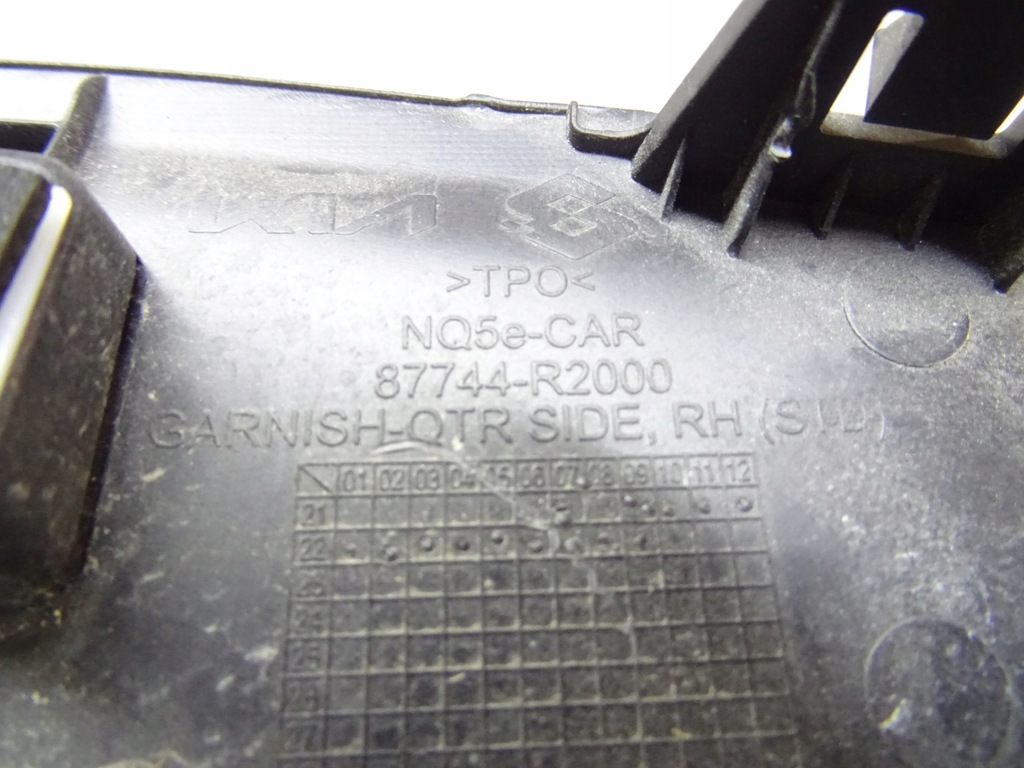 KIA
>TPO<
NQ5e-CAR
87744-R2000
GARNISH-QTR SIDE, RH (STD)
01 02 03 04 05 06 07 08 09 10 11 12
21
22
23
24
25
26
27